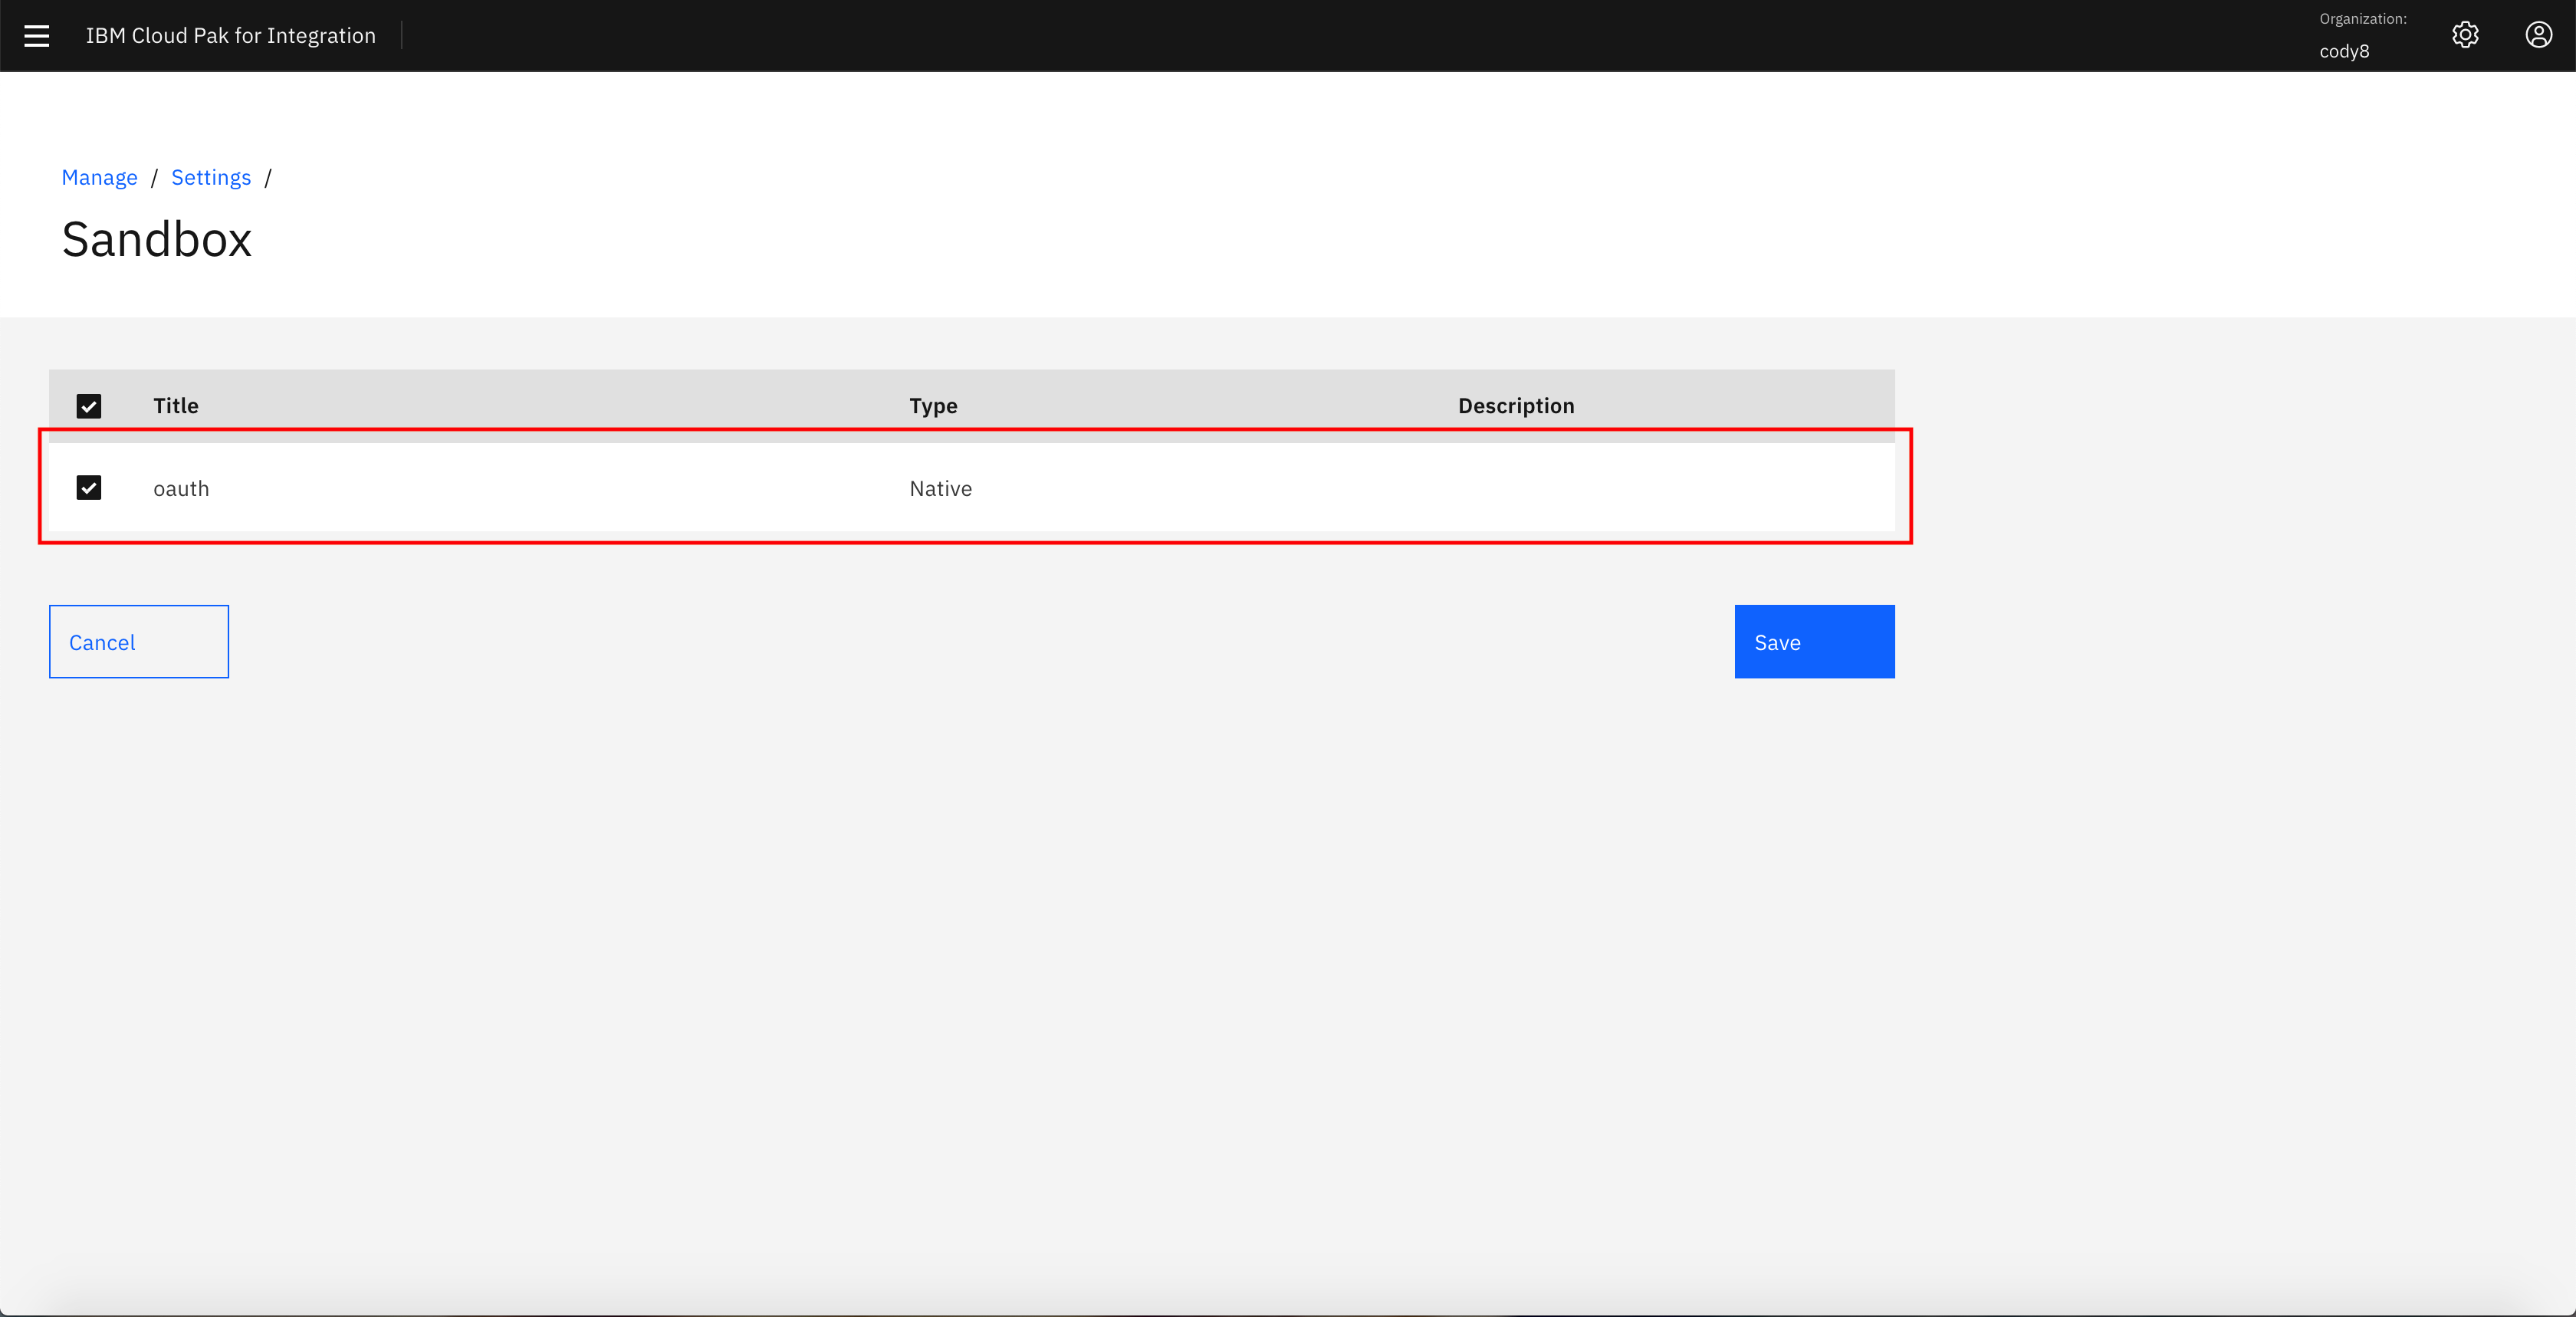 IBM Cloud Pak for Integration
Organization:
cody8
Manage / Settings /
Sandbox
Title Type Description
oauth Native
Cancel Save